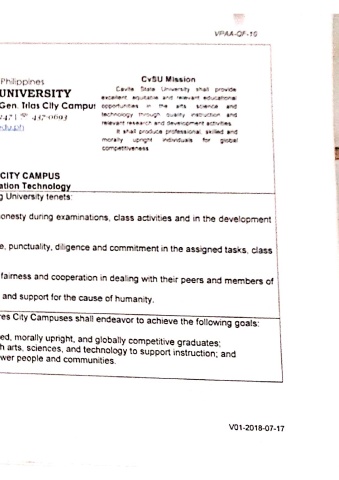 VPAA-QF-10
Philippines
UNIVERSITY
Gen. Trias City Campus
CvSU Mission
Cavite State University shall provide
excellent, equitable and relevant educational
opportunities in the arts, science and
technology through quality instruction and
relevant research and development activities.
It shall produce professional, skilled and
morally upright individuals for global
competitiveness.
CITY CAMPUS
ation Technology
g University tenets:
onesty during examinations, class activities and in the development
e, punctuality, diligence and commitment in the assigned tasks, class
fairness and cooperation in dealing with their peers and members of
and support for the cause of humanity.
res City Campuses shall endeavor to achieve the following goals:
ed, morally upright, and globally competitive graduates;
h arts, sciences, and technology to support instruction; and
wer people and communities.
V01-2018-07-17